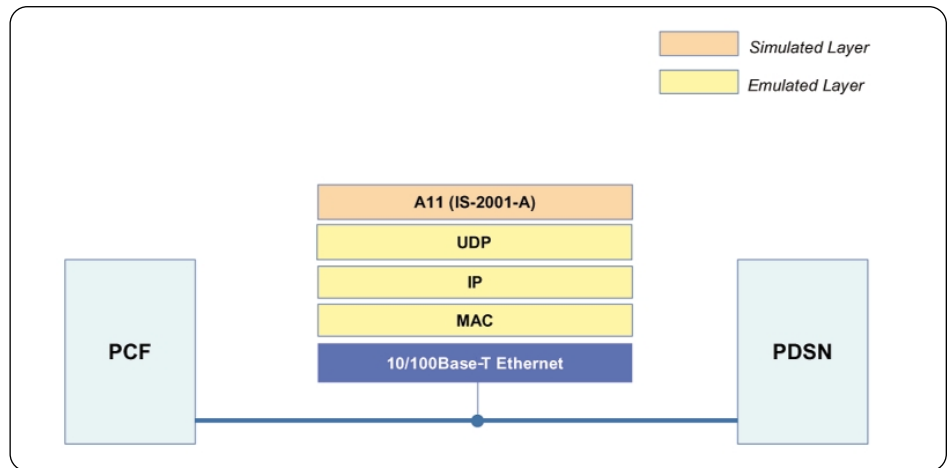 Simulated Layer
Emulated Layer
A11 (IS-2001-A)
UDP
IP
MAC
10/100Base-T Ethernet
PCF
PDSN